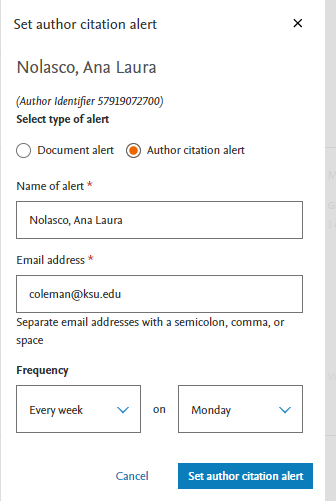 Set author citation alert ×
Nolasco, Ana Laura
(Author Identifier 57919072700)
Select type of alert
Document alert Author citation alert
Name of alert *
Nolasco, Ana Laura
Email address *
coleman@ksu.edu
Separate email addresses with a semicolon, comma, or
space
Frequency
Every week on Monday
Cancel Set author citation alert